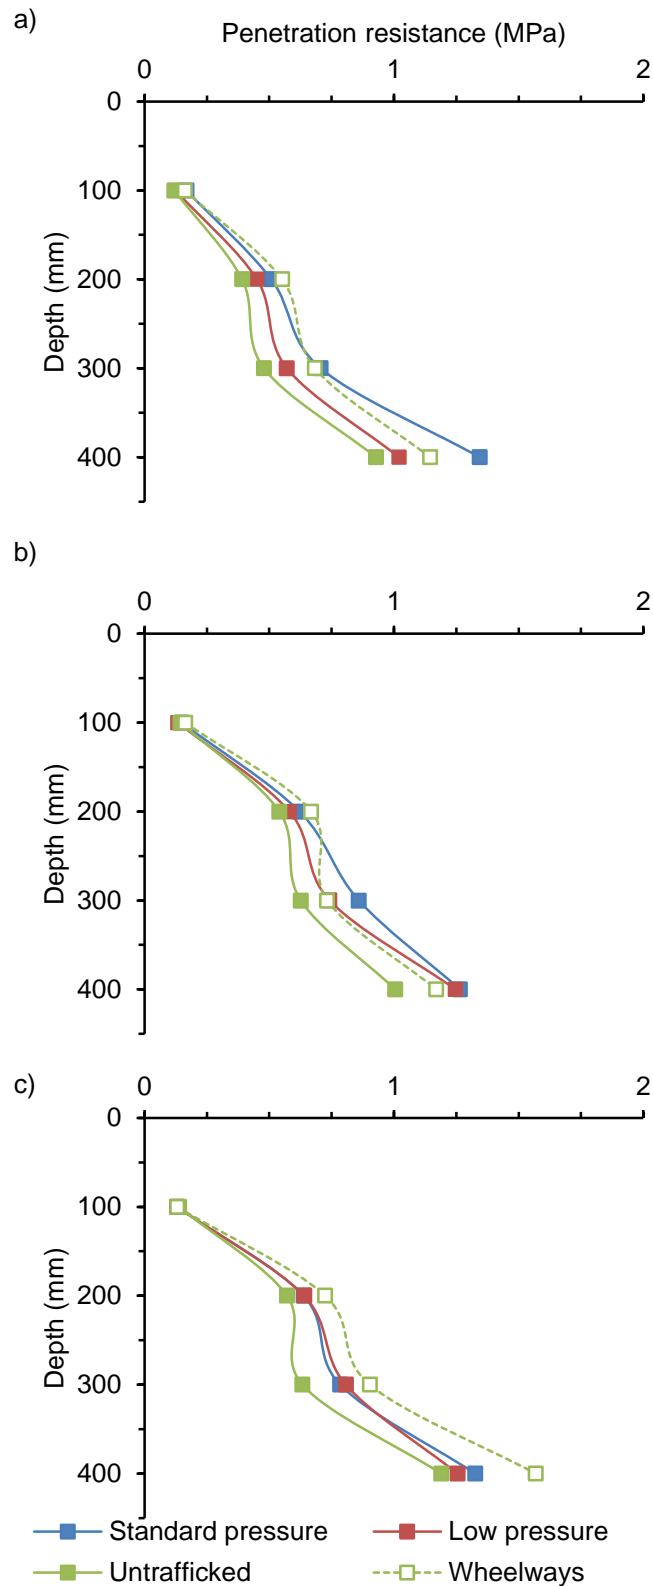 a)
Penetration resistance (MPa)
0 1 2
0
100
200
300
400
Depth (mm)
b)
0 1 2
0
100
200
300
400
Depth (mm)
c)
0 1 2
0
100
200
300
400
Depth (mm)
Standard pressure Low pressure
Untrafficked Wheelways